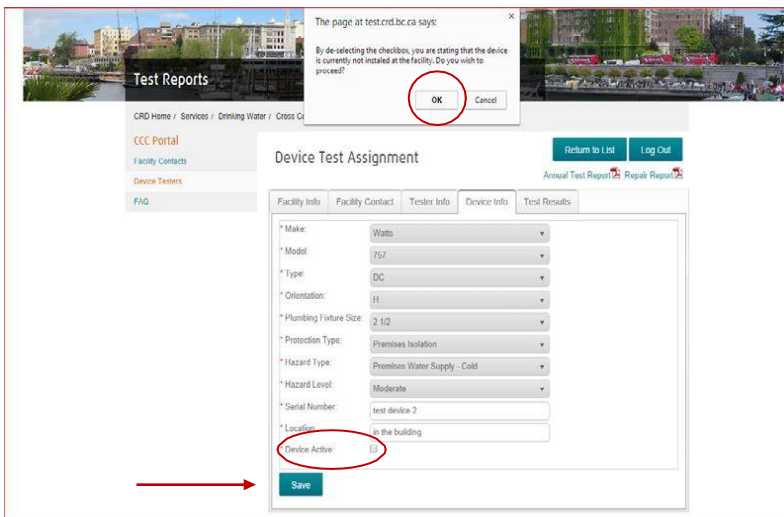 The page at test.crd.bc.ca says:
By de-selecting the checkbox, you are stating that the device
is currently not instaled at the facility. Do you wish to
proceed?
OK Cancel
Test Reports
CRD Home / Services / Drinking Water / Cross Co
CCC Portal
Facility Contacts
Device Testers
FAQ
Device Test Assignment
Return to List Log Out
Annual Test Report Repair Report
Facility Info Facility Contact Tester Info Device Info Test Results
* Make: Watts
* Model: 757
* Type: DC
* Orientation: H
* Plumbing Fixture Size: 2 1/2
* Protection Type: Premises Isolation
* Hazard Type: Premises Water Supply - Cold
* Hazard Level: Moderate
* Serial Number: test device 2
* Location: in the building
* Device Active:
Save